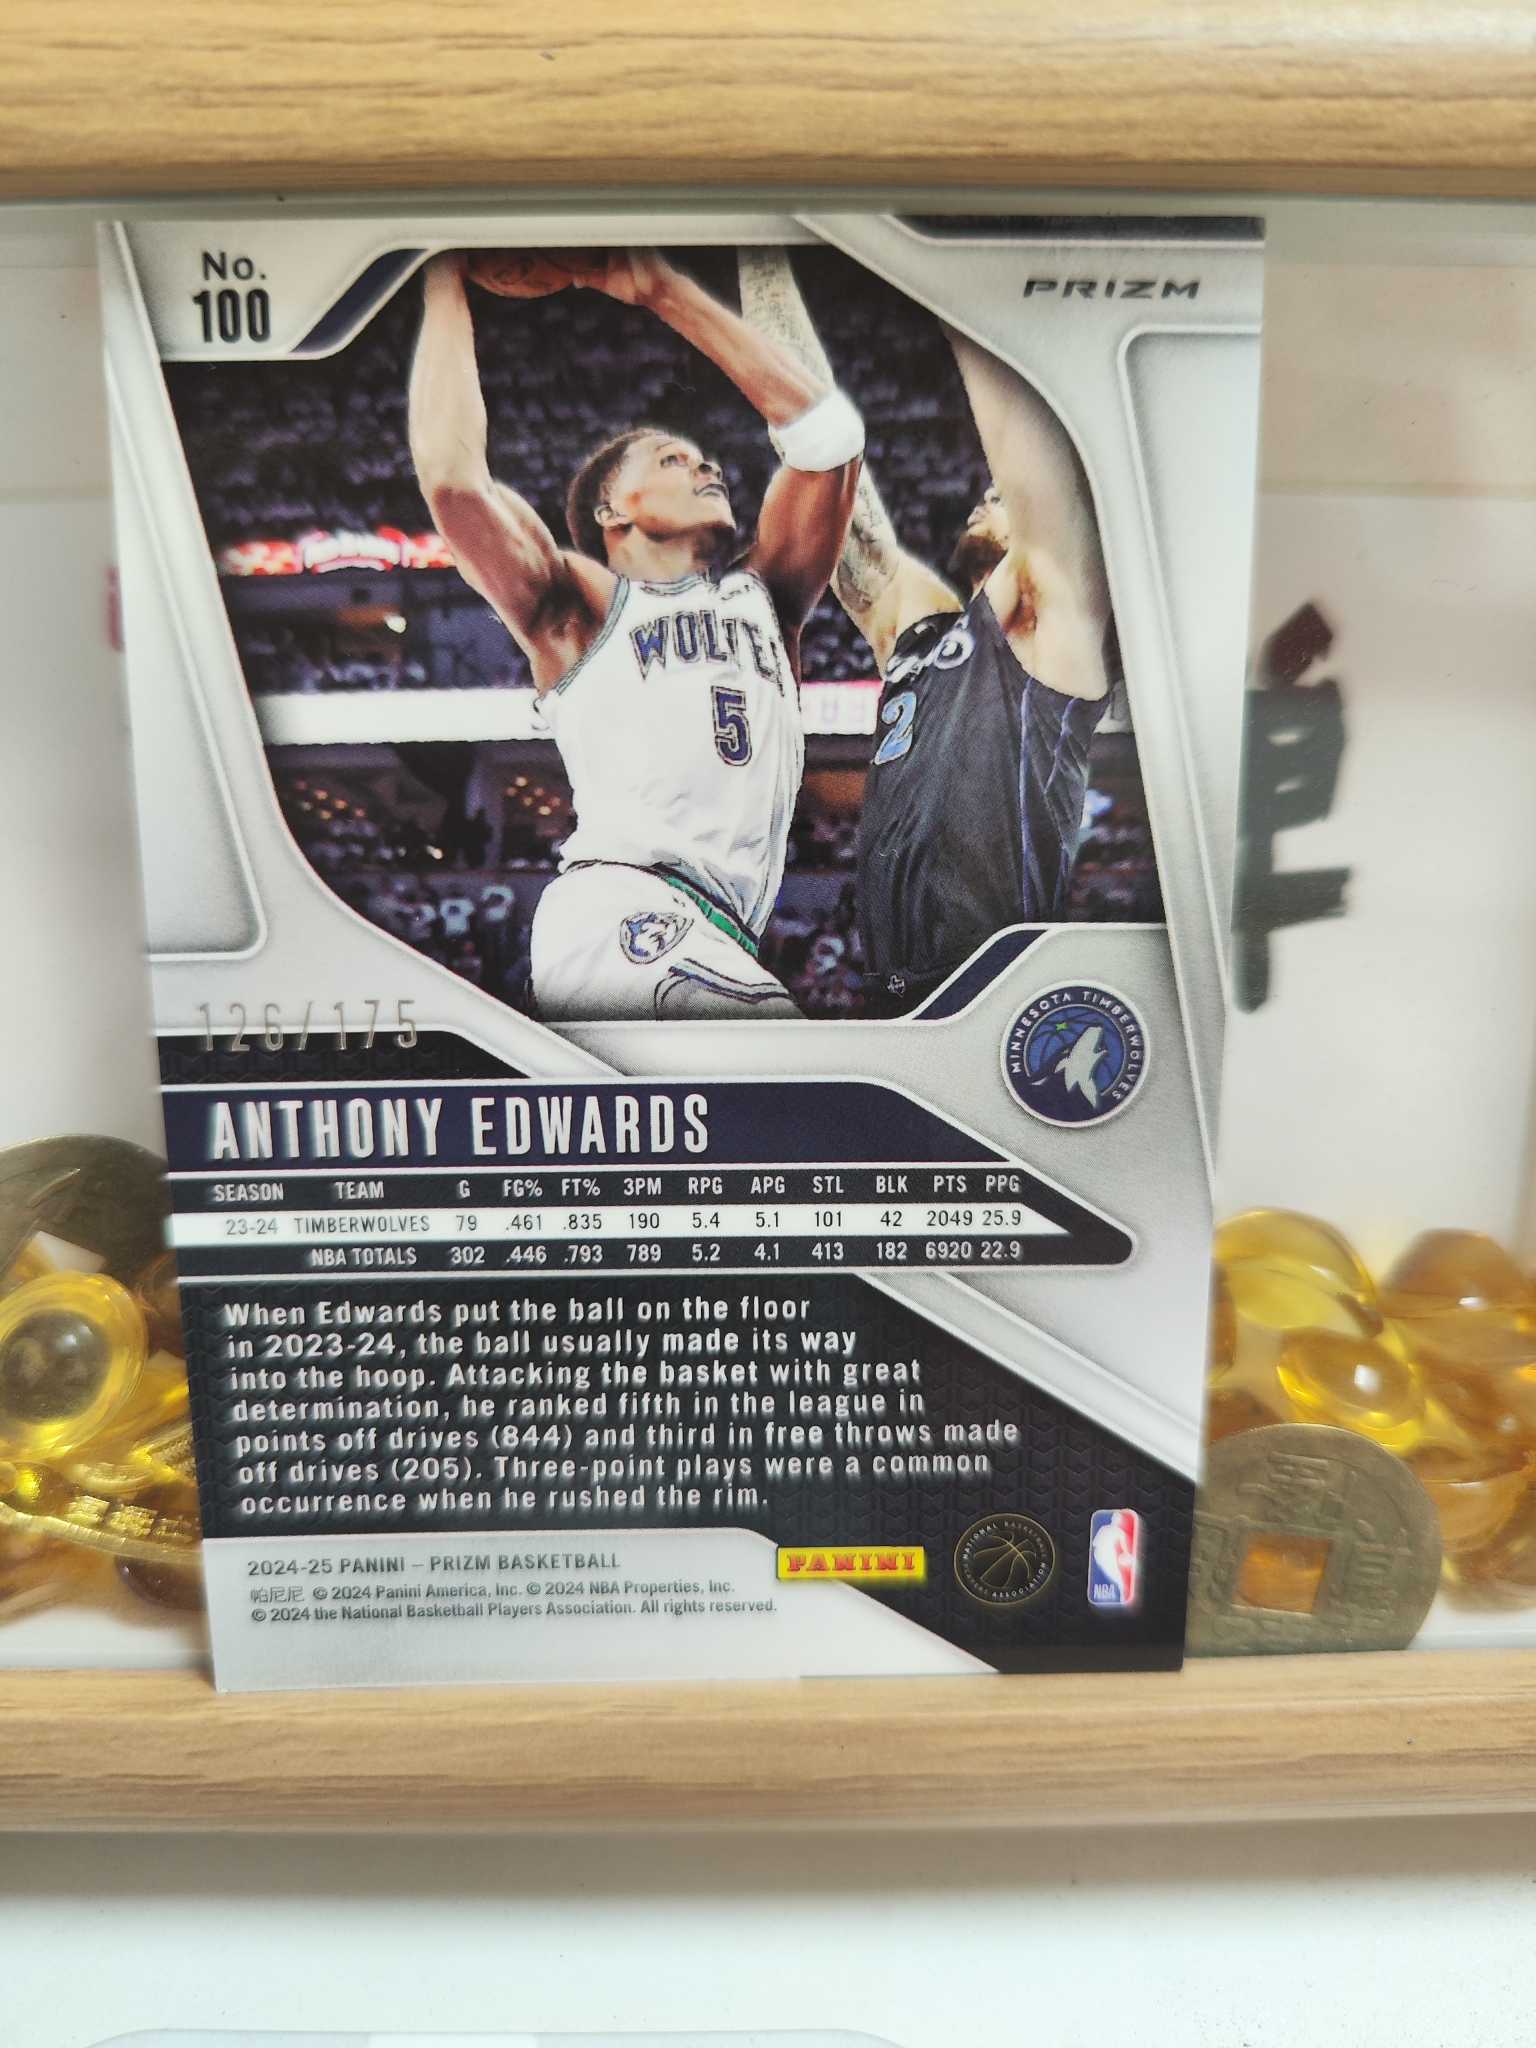 No.
100
PRIZM
WOLVE
5
2
126/175
MINNESOTA TIMBERWOLVES
ANTHONY EDWARDS
SEASON TEAM G FG% FT% 3PM RPG APG STL BLK PTS PPG
23-24 TIMBERWOLVES 79 .461 .835 190 5.4 5.1 101 42 2049 25.9
NBA TOTALS 302 .446 .793 789 5.2 4.1 413 182 6920 22.9
When Edwards put the ball on the floor
in 2023-24, the ball usually made its way
into the hoop. Attacking the basket with great
determination, he ranked fifth in the league in
points off drives (844) and third in free throws made
off drives (205). Three-point plays were a common
occurrence when he rushed the rim.
2024-25 PANINI – PRIZM BASKETBALL
帕尼尼 © 2024 Panini America, Inc. © 2024 NBA Properties, Inc.
© 2024 the National Basketball Players Association. All rights reserved.
PANINI
NATIONAL BASKETBALL PLAYERS ASSOCIATION
NBA